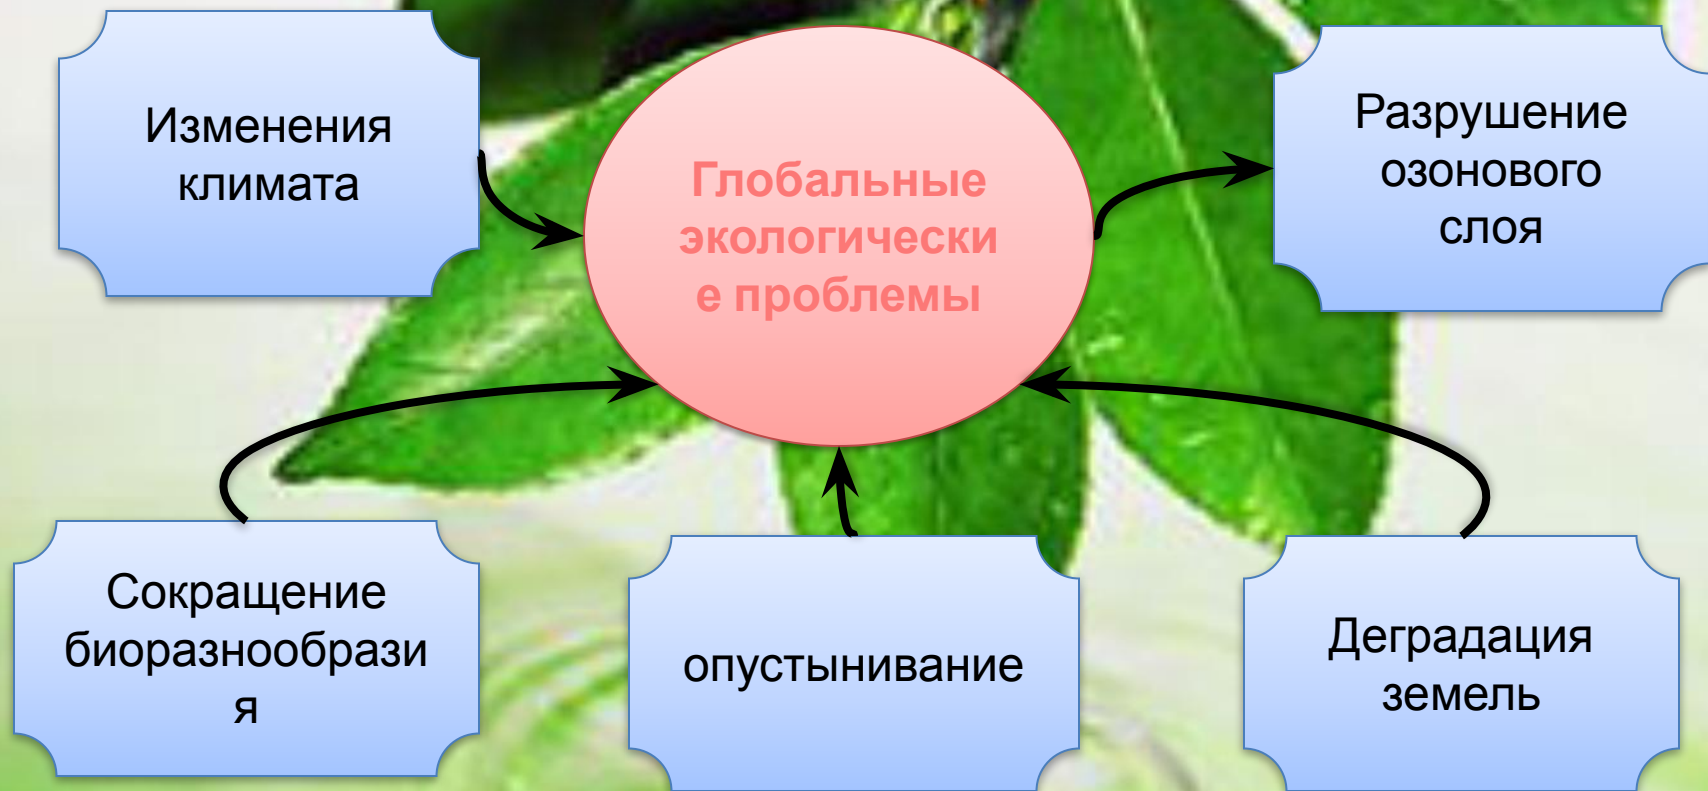 Изменения
климата
Глобальные
экологически
е проблемы
Разрушение
озонового
слоя
Сокращение
биоразнообрази
я
опустынивание
Деградация
земель